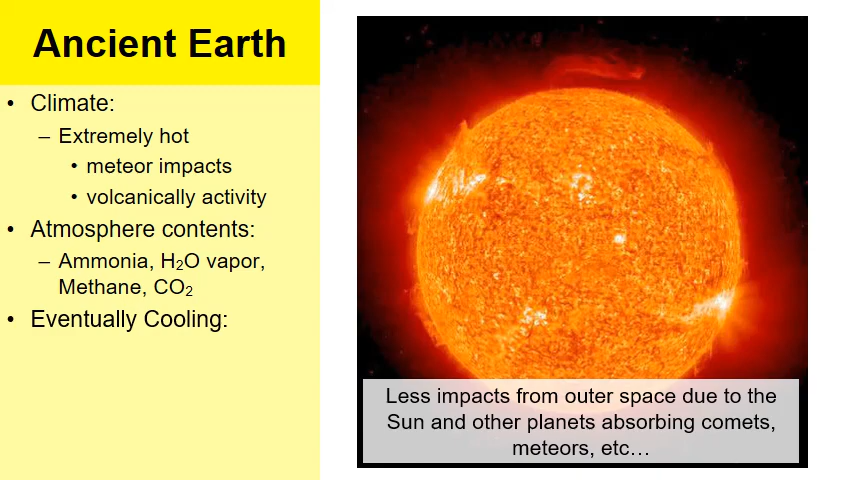 Ancient Earth
• Climate:
– Extremely hot
• meteor impacts
• volcanically activity
• Atmosphere contents:
– Ammonia, H₂O vapor,
Methane, CO₂
• Eventually Cooling:
Less impacts from outer space due to the
Sun and other planets absorbing comets,
meteors, etc…